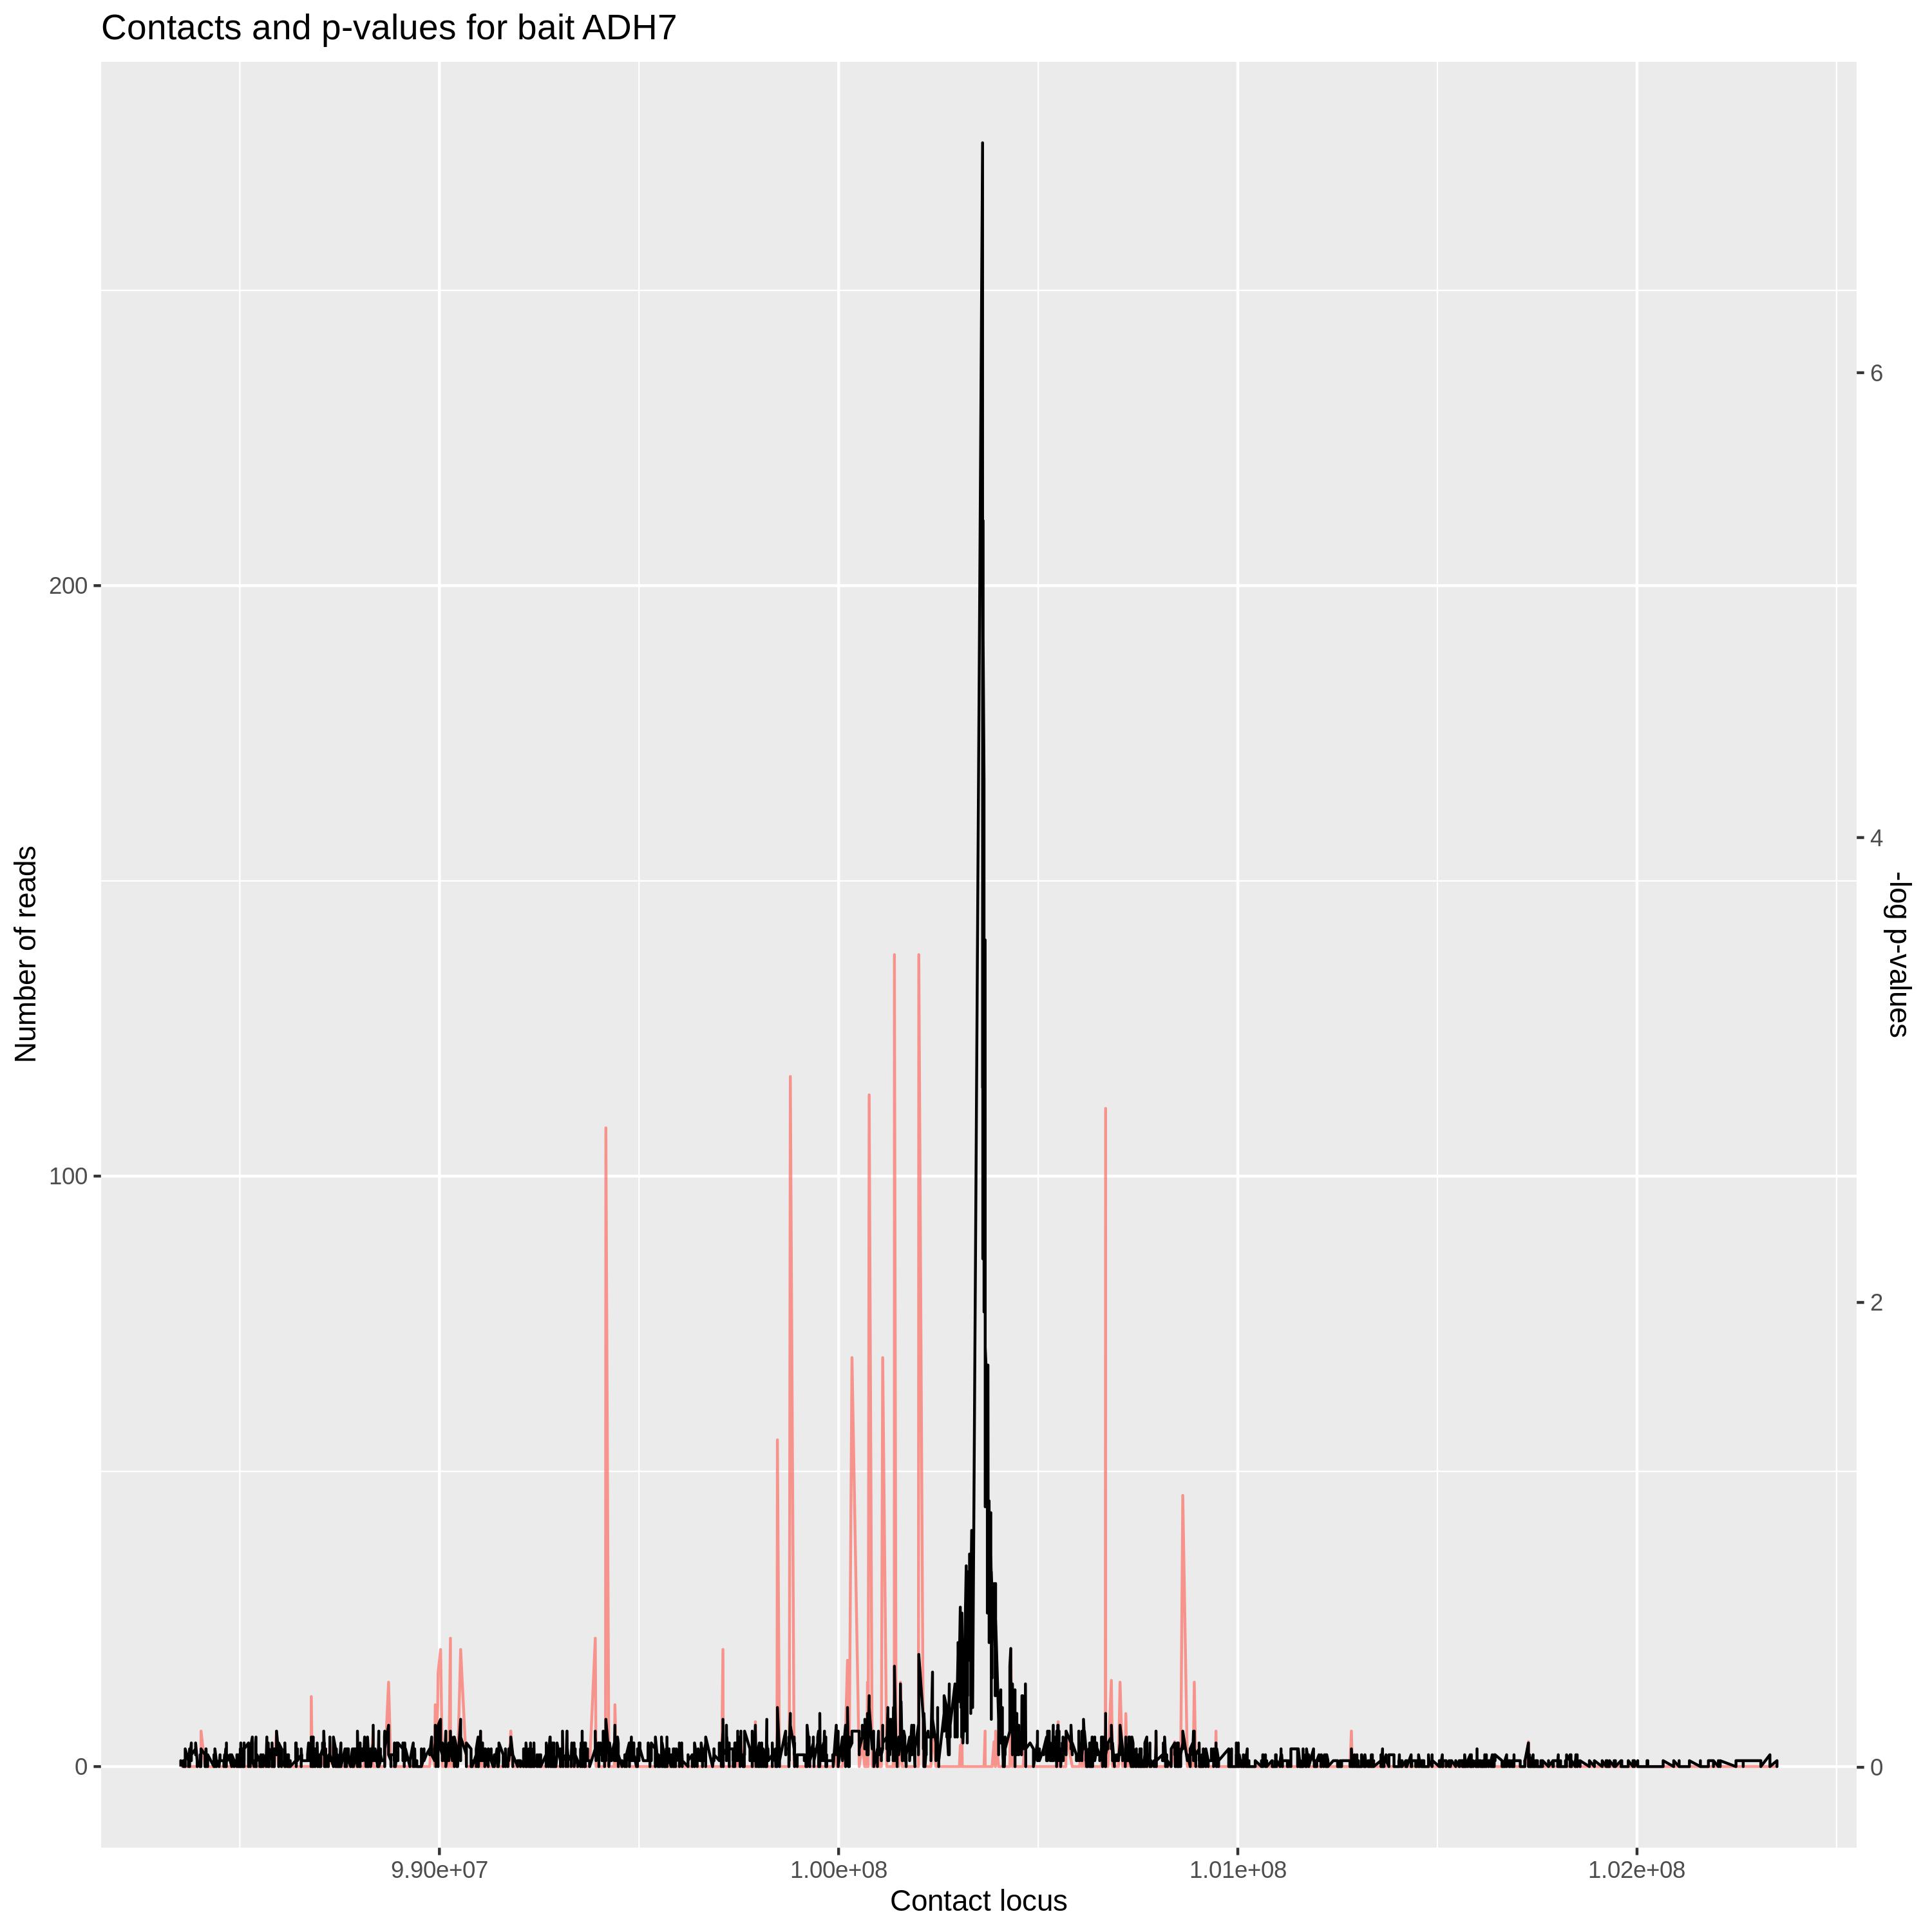 Contacts and p-values for bait ADH7
Number of reads
200
100
0
6
4
2
0
-log p-values
9.90e+07
1.00e+08
1.01e+08
1.02e+08
Contact locus